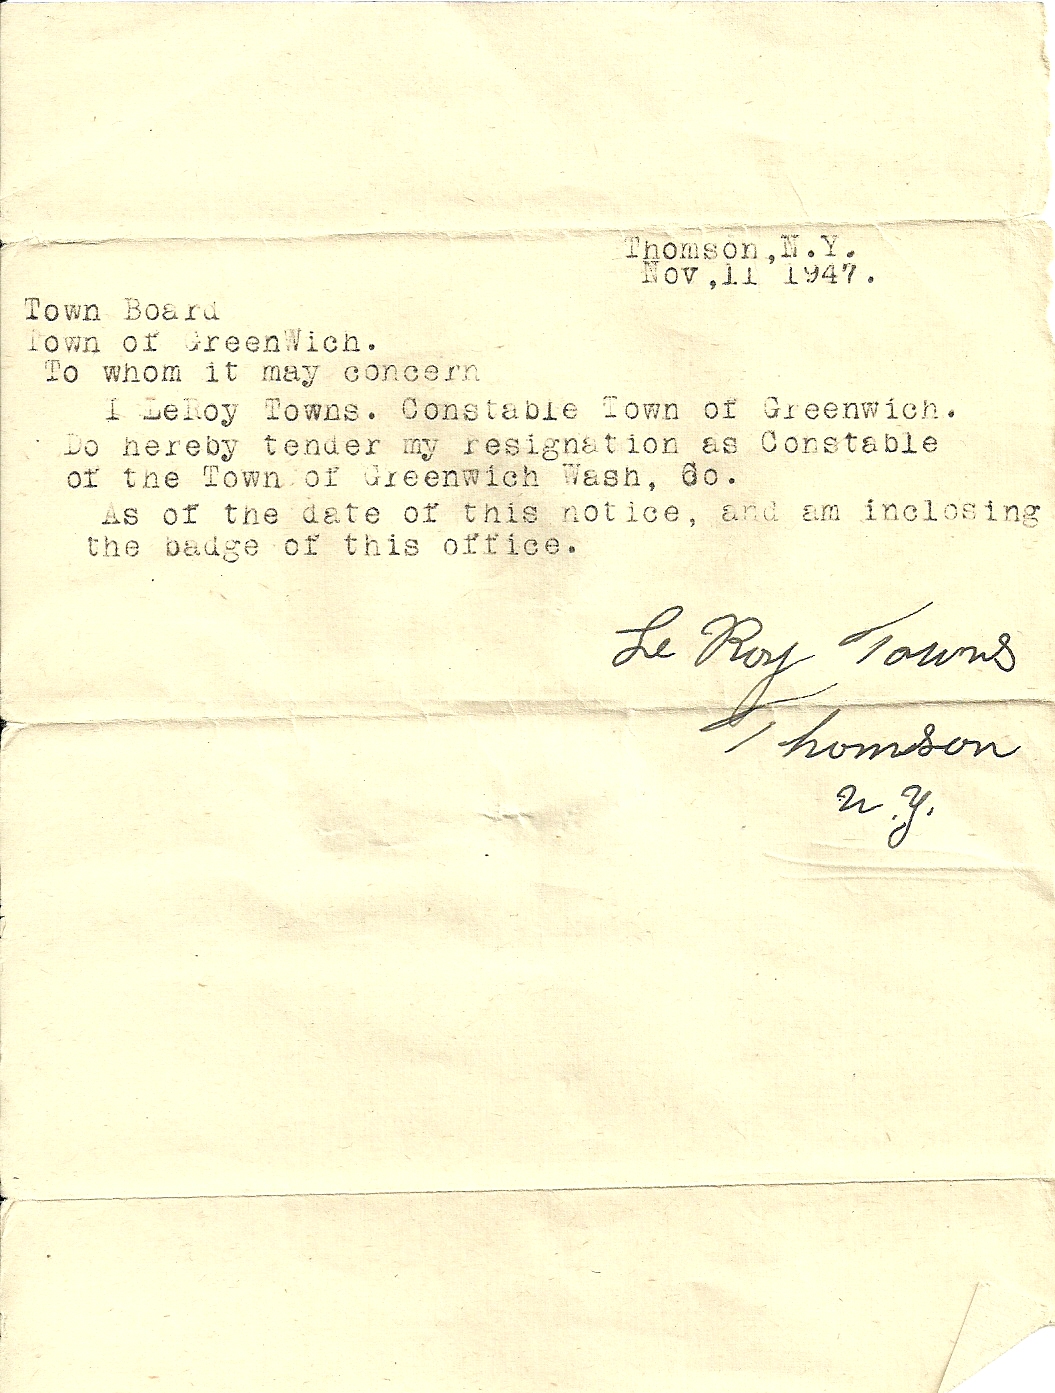 Thomson,N.Y.
Nov,11 1947.
Town Board
Town of GreenWich.
To whom it may concern
I LeRoy Towns. Constable Town of Greenwich.
Do hereby tender my resignation as Constable
of the Town of Greenwich Wash, Co.
As of the date of this notice, and am inclosing
the badge of this office.
Le Roy Towns
Thomson
N.Y.